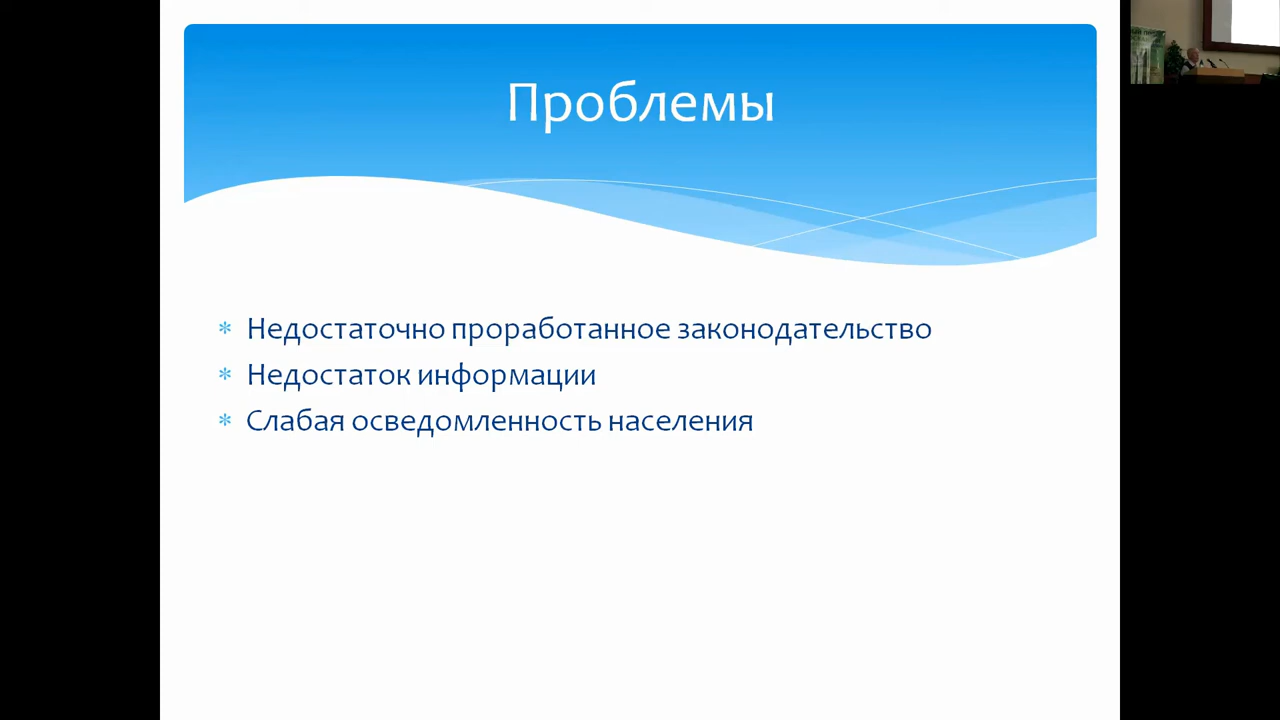 Проблемы
Недостаточно проработанное законодательство
Недостаток информации
Слабая осведомленность населения